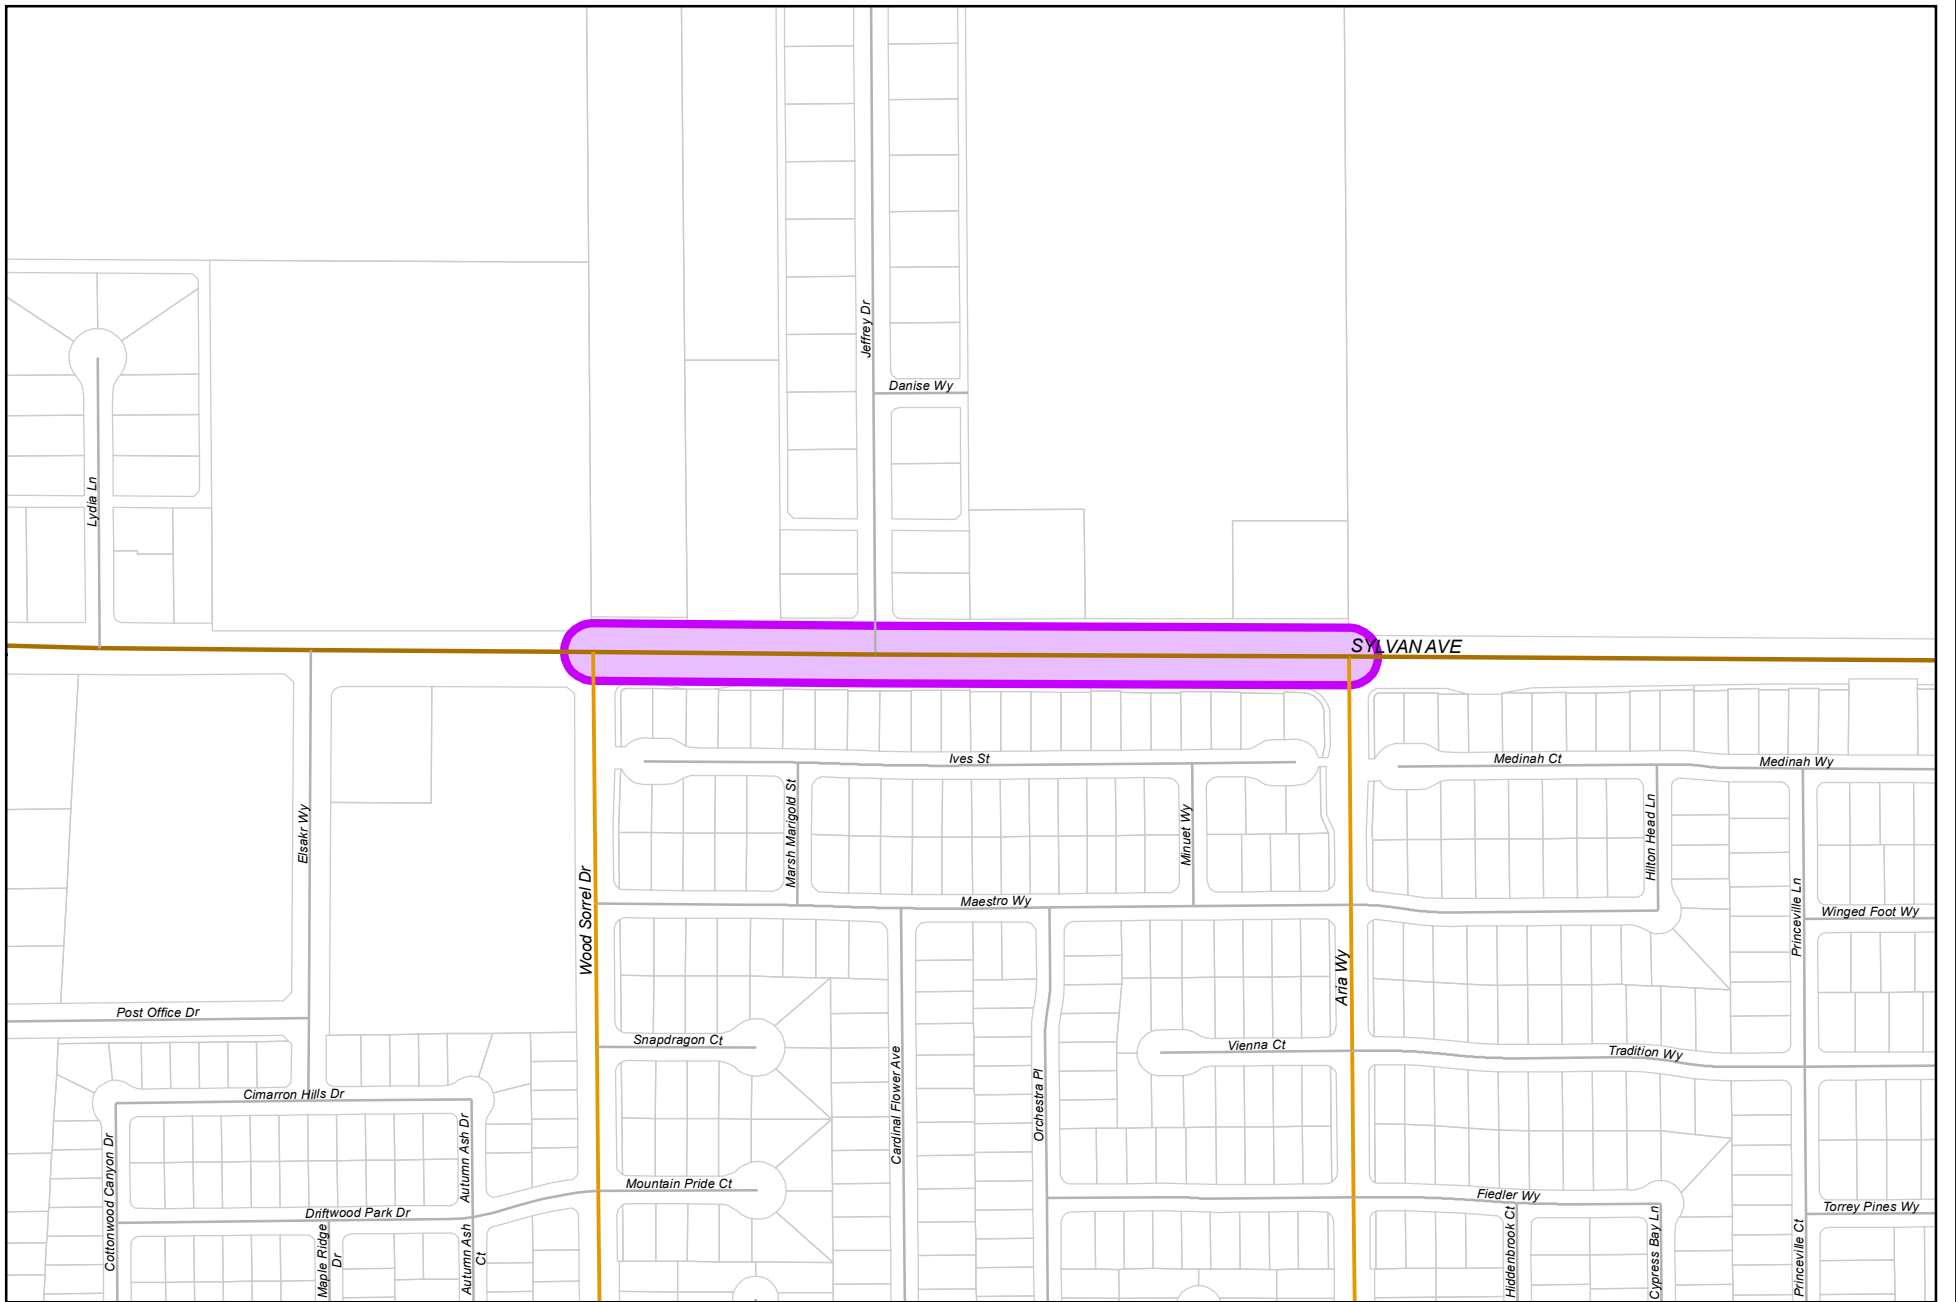 Jeffrey Dr
Danise Wy
Lydia Ln
SYLVAN AVE
Ives St
Medinah Ct
Medinah Wy
Elsakr Wy
Marsh Marigold St
Minuet Wy
Hilton Head Ln
Wood Sorrel Dr
Maestro Wy
Princeville Ln
Winged Foot Wy
Aria Wy
Post Office Dr
Snapdragon Ct
Vienna Ct
Tradition Wy
Cimarron Hills Dr
Cardinal Flower Ave
Orchestra Pl
Cottonwood Canyon Dr
Autumn Ash Dr
Mountain Pride Ct
Fiedler Wy
Driftwood Park Dr
Torrey Pines Wy
Maple Ridge
Dr
Autumn Ash
Ct
Hiddenbrook Ct
Cypress Bay Ln
Princeville Ct